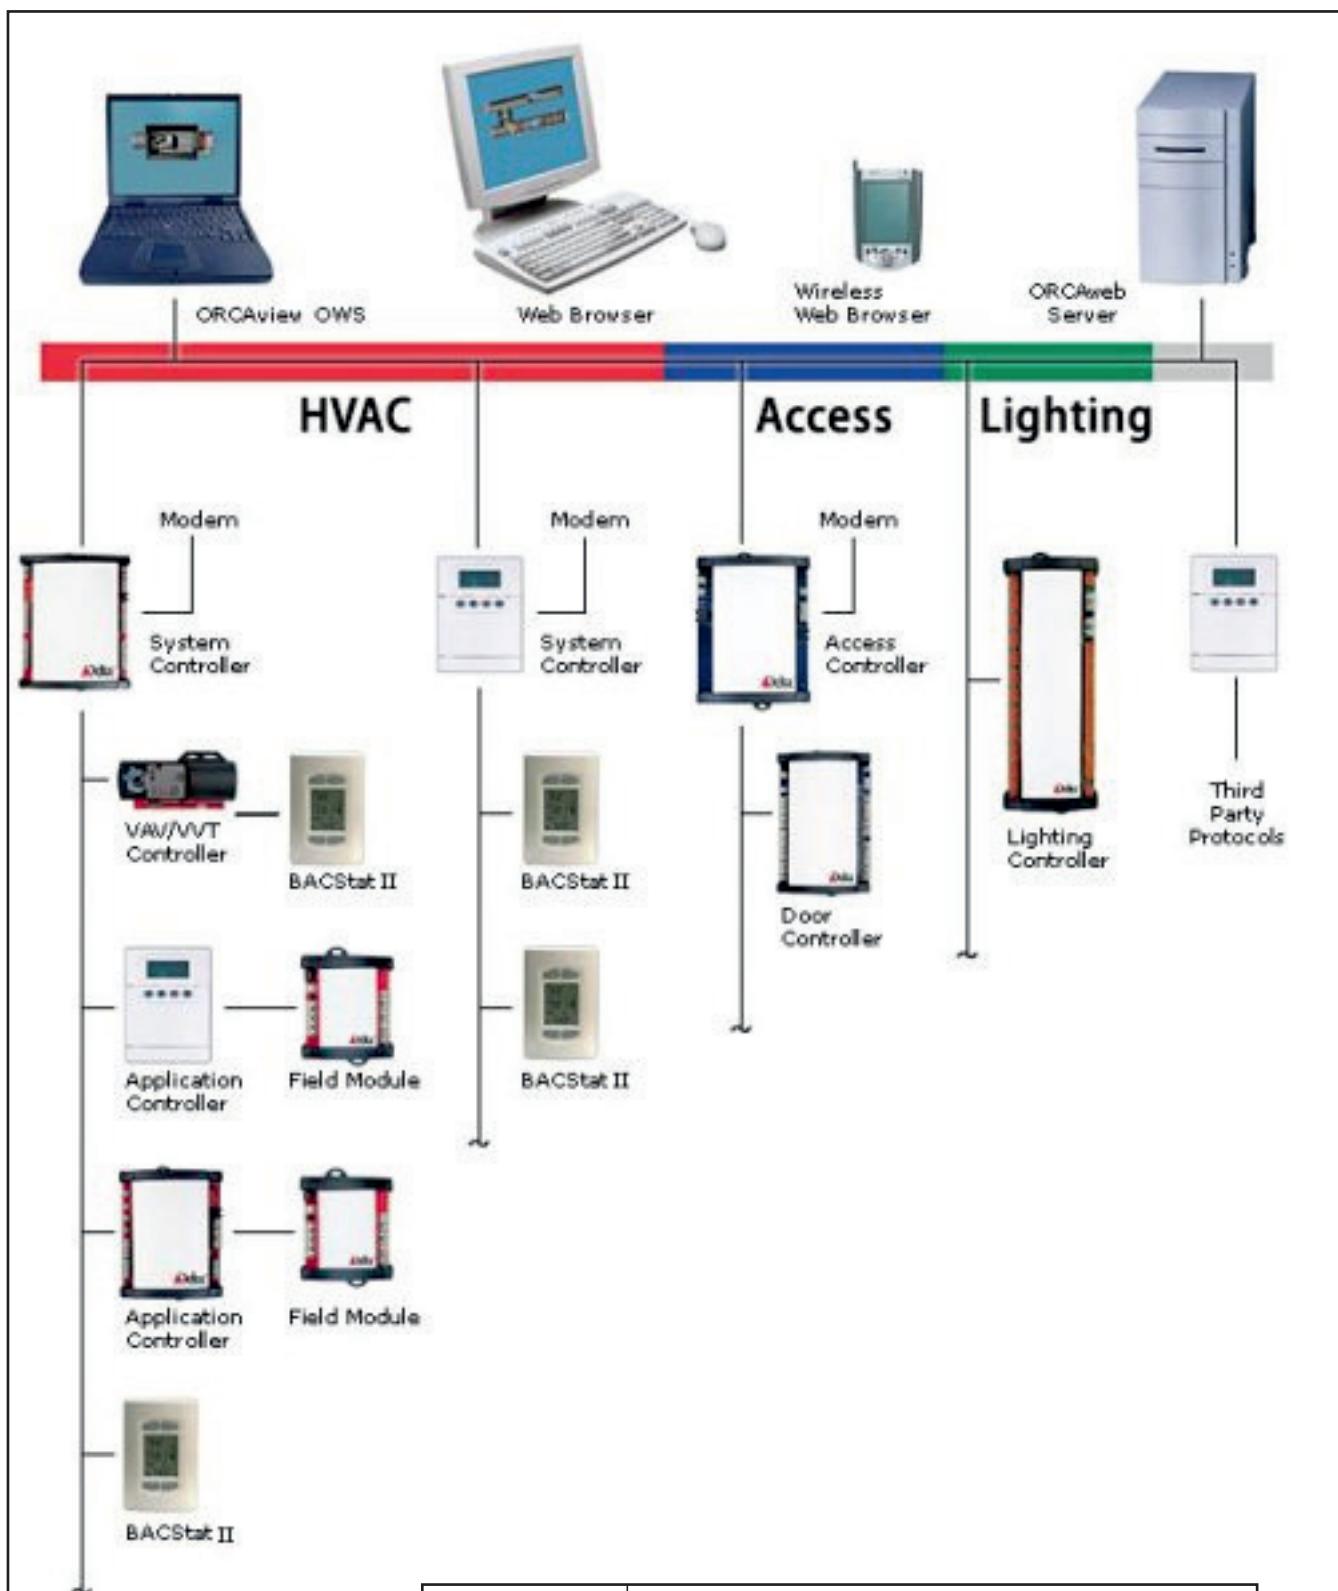 ORCAview OWS
Web Browser
Wireless
Web Browser
ORCAweb
Server
HVAC
Access
Lighting
Modem
Modem
Modem
System
Controller
System
Controller
Access
Controller
VAV/VVT
Controller
BACStat II
BACStat II
Door
Controller
Lighting
Controller
Third
Party
Protocols
Application
Controller
Field Module
BACStat II
Application
Controller
Field Module
BACStat II